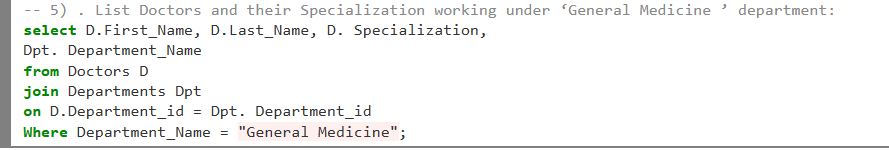 -- 5) . List Doctors and their Specialization working under ‘General Medicine ’ department:
select D.First_Name, D.Last_Name, D. Specialization,
Dpt. Department_Name
from Doctors D
join Departments Dpt
on D.Department_id = Dpt. Department_id
Where Department_Name = "General Medicine";